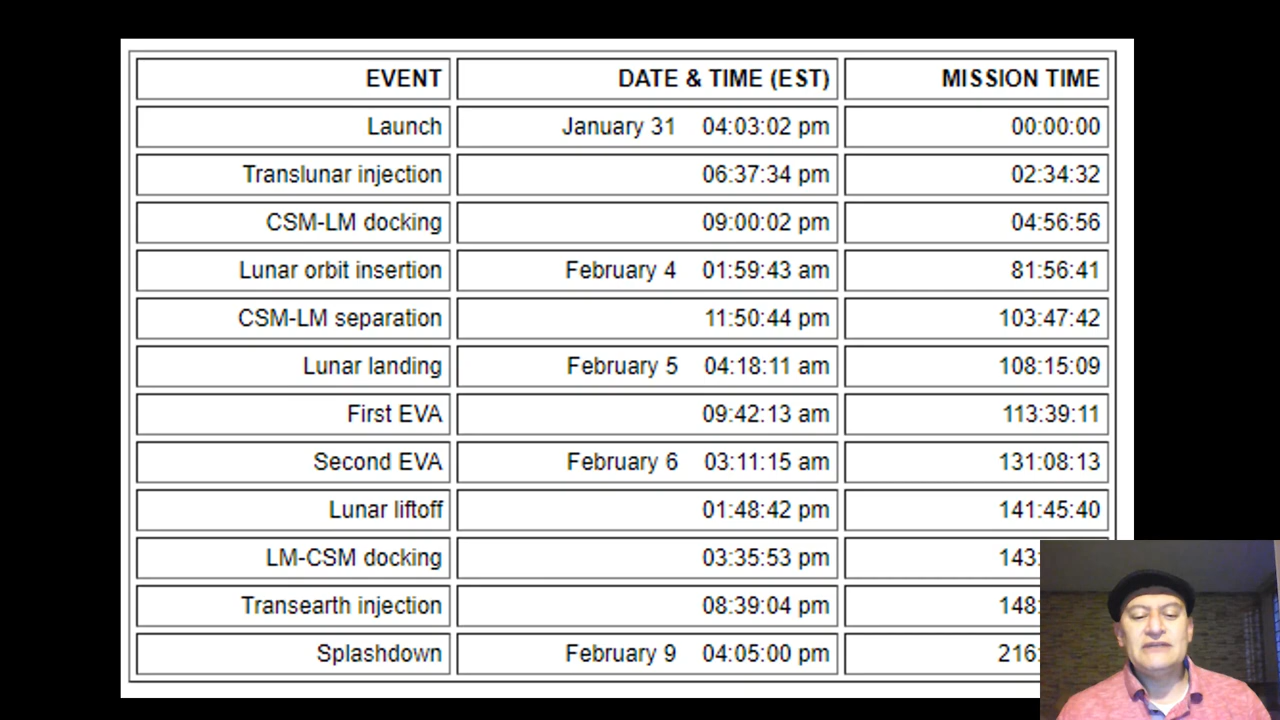 EVENT DATE & TIME (EST) MISSION TIME
Launch January 31 04:03:02 pm 00:00:00
Translunar injection 06:37:34 pm 02:34:32
CSM-LM docking 09:00:02 pm 04:56:56
Lunar orbit insertion February 4 01:59:43 am 81:56:41
CSM-LM separation 11:50:44 pm 103:47:42
Lunar landing February 5 04:18:11 am 108:15:09
First EVA 09:42:13 am 113:39:11
Second EVA February 6 03:11:15 am 131:08:13
Lunar liftoff 01:48:42 pm 141:45:40
LM-CSM docking 03:35:53 pm 143:
Transearth injection 08:39:04 pm 148:
Splashdown February 9 04:05:00 pm 216: